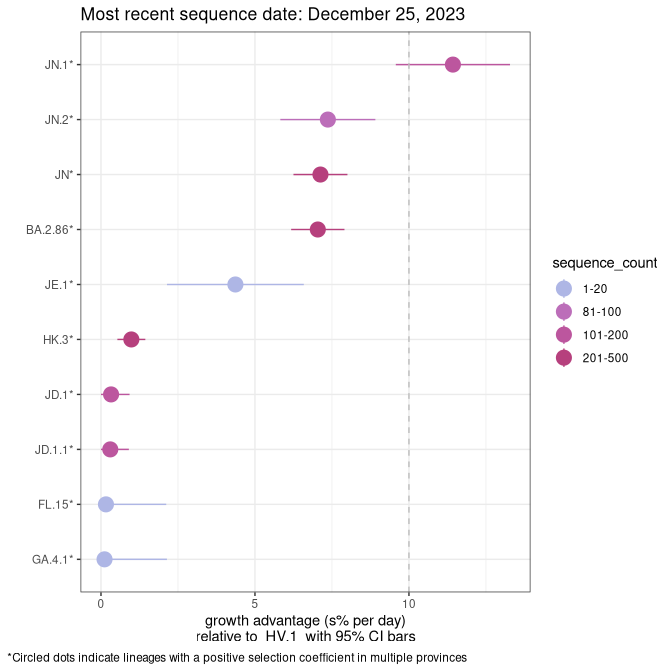 Most recent sequence date: December 25, 2023
JN.1*
JN.2*
JN*
BA.2.86*
JE.1*
HK.3*
JD.1*
JD.1.1*
FL.15*
GA.4.1*
0
5
10
growth advantage (s% per day)
relative to HV.1 with 95% CI bars
sequence_count
1-20
81-100
101-200
201-500
*Circled dots indicate lineages with a positive selection coefficient in multiple provinces